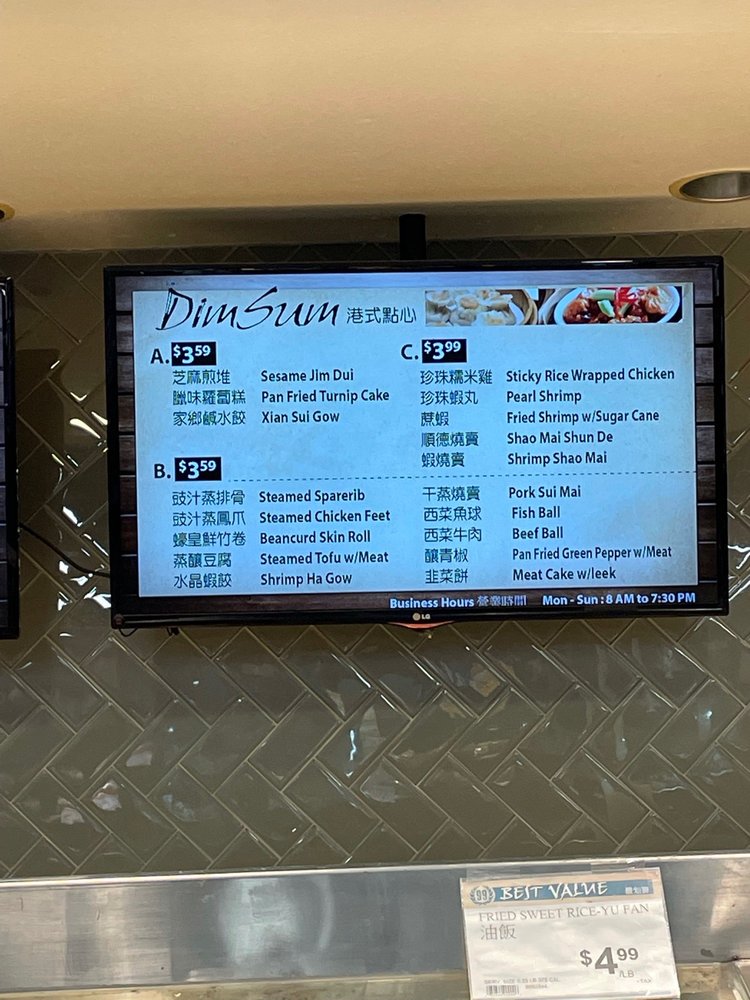 Dim Sum 港式點心
A. $3.59
芝麻煎堆 Sesame Jim Dui
臘味蘿蔔糕 Pan Fried Turnip Cake
家鄉鹹水餃 Xian Sui Gow
C. $3.99
珍珠糯米雞 Sticky Rice Wrapped Chicken
珍珠蝦丸 Pearl Shrimp
蔗蝦 Fried Shrimp w/Sugar Cane
順德燒賣 Shao Mai Shun De
蝦燒賣 Shrimp Shao Mai
B. $3.59
豉汁蒸排骨 Steamed Sparerib
豉汁蒸鳳爪 Steamed Chicken Feet
蠔皇鮮竹卷 Beancurd Skin Roll
蒸釀豆腐 Steamed Tofu w/Meat
水晶蝦餃 Shrimp Ha Gow
干蒸燒賣 Pork Sui Mai
西菜魚球 Fish Ball
西菜牛肉 Beef Ball
釀青椒 Pan Fried Green Pepper w/Meat
韭菜餅 Meat Cake w/leek
Business Hours 營業時間 Mon - Sun : 8 AM to 7:30 PM
LG
99 BEST VALUE
FRIED SWEET RICE-YU FAN
油飯
$4.99
/LB
+TAX